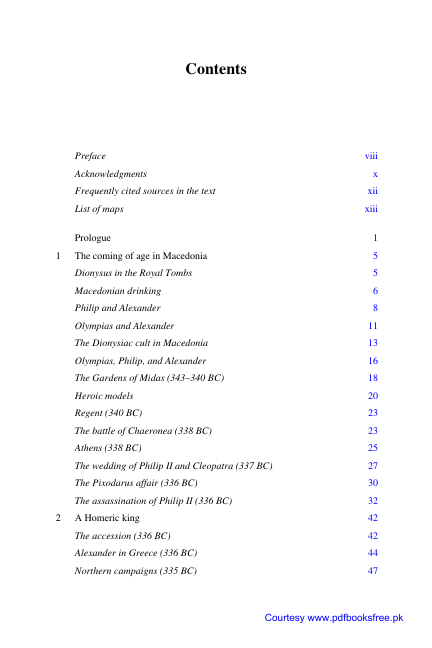 Contents
Preface viii
Acknowledgments x
Frequently cited sources in the text xii
List of maps xiii
Prologue 1
1 The coming of age in Macedonia 5
Dionysus in the Royal Tombs 5
Macedonian drinking 6
Philip and Alexander 8
Olympias and Alexander 11
The Dionysiac cult in Macedonia 13
Olympias, Philip, and Alexander 16
The Gardens of Midas (343–340 BC) 18
Heroic models 20
Regent (340 BC) 23
The battle of Chaeronea (338 BC) 23
Athens (338 BC) 25
The wedding of Philip II and Cleopatra (337 BC) 27
The Pixodarus affair (336 BC) 30
The assassination of Philip II (336 BC) 32
2 A Homeric king 42
The accession (336 BC) 42
Alexander in Greece (336 BC) 44
Northern campaigns (335 BC) 47
Courtesy www.pdfbooksfree.pk